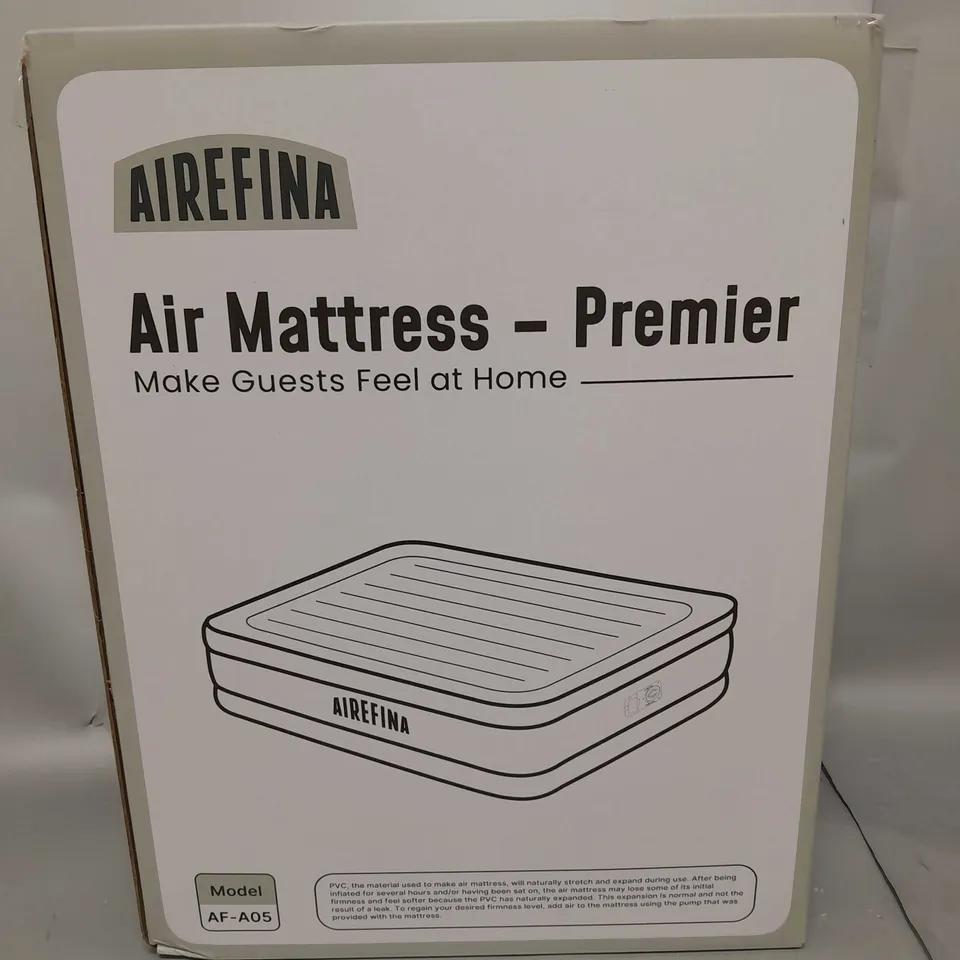 AIREFINA
Air Mattress – Premier
Make Guests Feel at Home
AIREFINA
Model
AF-A05
PVC, the material used to make air mattress, will naturally stretch and expand during use. After being
inflated for several hours and/or having been sat on, the air mattress may lose some of its initial
firmness and feel softer because the PVC has naturally expanded. This expansion is normal and not the
result of a leak. To regain your desired firmness level, add air to the mattress using the pump that was
provided with the mattress.